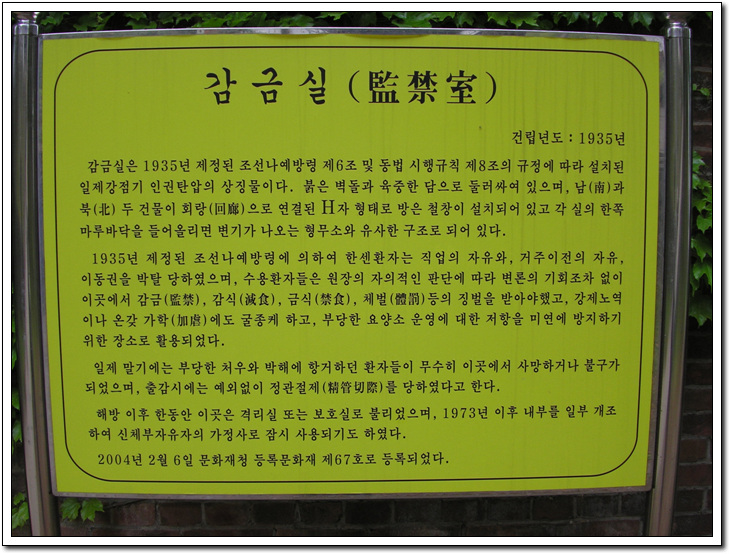 감금실(監禁室)
건립년도 : 1935년
감금실은 1935년 제정된 조선나예방령 제6조 및 동법 시행규칙 제8조의 규정에 따라 설치된
일제강점기 인권탄압의 상징물이다. 붉은 벽돌과 육중한 담으로 둘러싸여 있으며, 남(南)과
북(北) 두 건물이 회랑(回廊)으로 연결된 H자 형태로 방은 철창이 설치되어 있고 각 실의 한쪽
마루바닥을 들어올리면 변기가 나오는 형무소와 유사한 구조로 되어 있다.
1935년 제정된 조선나예방령에 의하여 한센환자는 직업의 자유와, 거주이전의 자유,
이동권을 박탈 당하였으며, 수용환자들은 원장의 자의적인 판단에 따라 변론의 기회조차 없이
이곳에서 감금(監禁), 감식(減食), 금식(禁食), 체벌(體罰)등의 징벌을 받아야했고, 강제노역
이나 온갖 가학(加虐)에도 굴종케 하고, 부당한 요양소 운영에 대한 저항을 미연에 방지하기
위한 장소로 활용되었다.
일제 말기에는 부당한 처우와 박해에 항거하던 환자들이 무수히 이곳에서 사망하거나 불구가
되었으며, 출감시에는 예외없이 정관절제(精管切除)를 당하였다고 한다.
해방 이후 한동안 이곳은 격리실 또는 보호실로 불리었으며, 1973년 이후 내부를 일부 개조
하여 신체부자유자의 가정사로 잠시 사용되기도 하였다.
2004년 2월 6일 문화재청 등록문화재 제67호로 등록되었다.